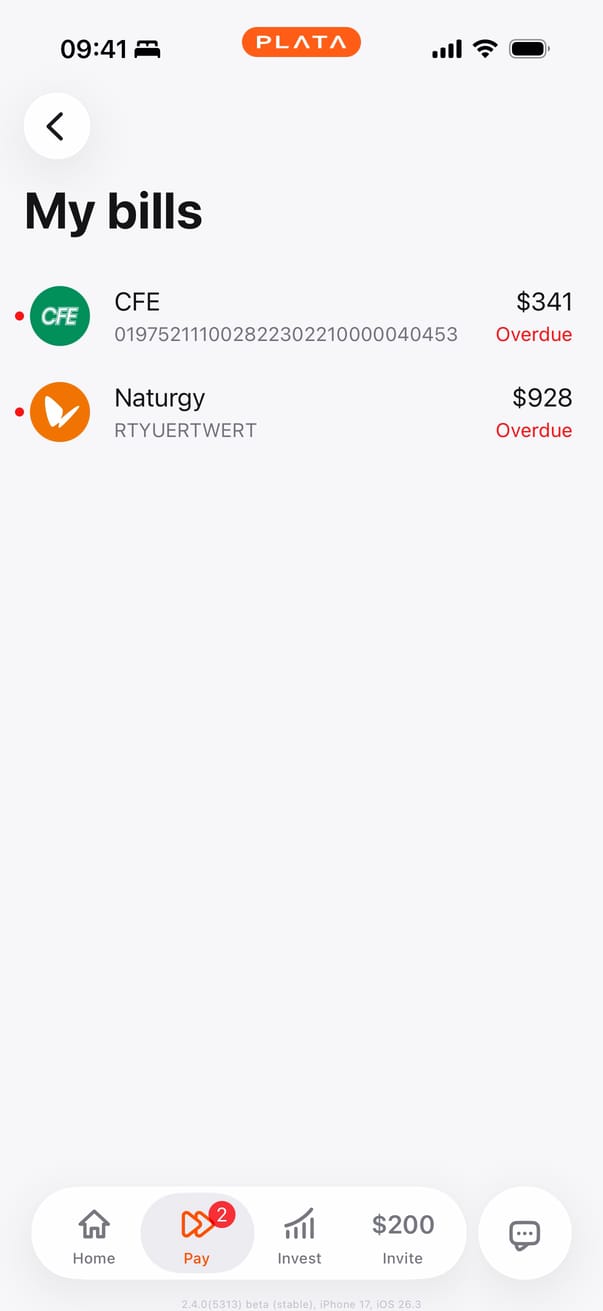 09:41
PLATA
My bills
CFE
CFE $341
019752111002822302210000040453 Overdue
Naturgy $928
RTYUERTWERT Overdue
2
$200
Home Pay Invest Invite
2.4.0(5313) beta (stable), iPhone 17, iOS 26.3